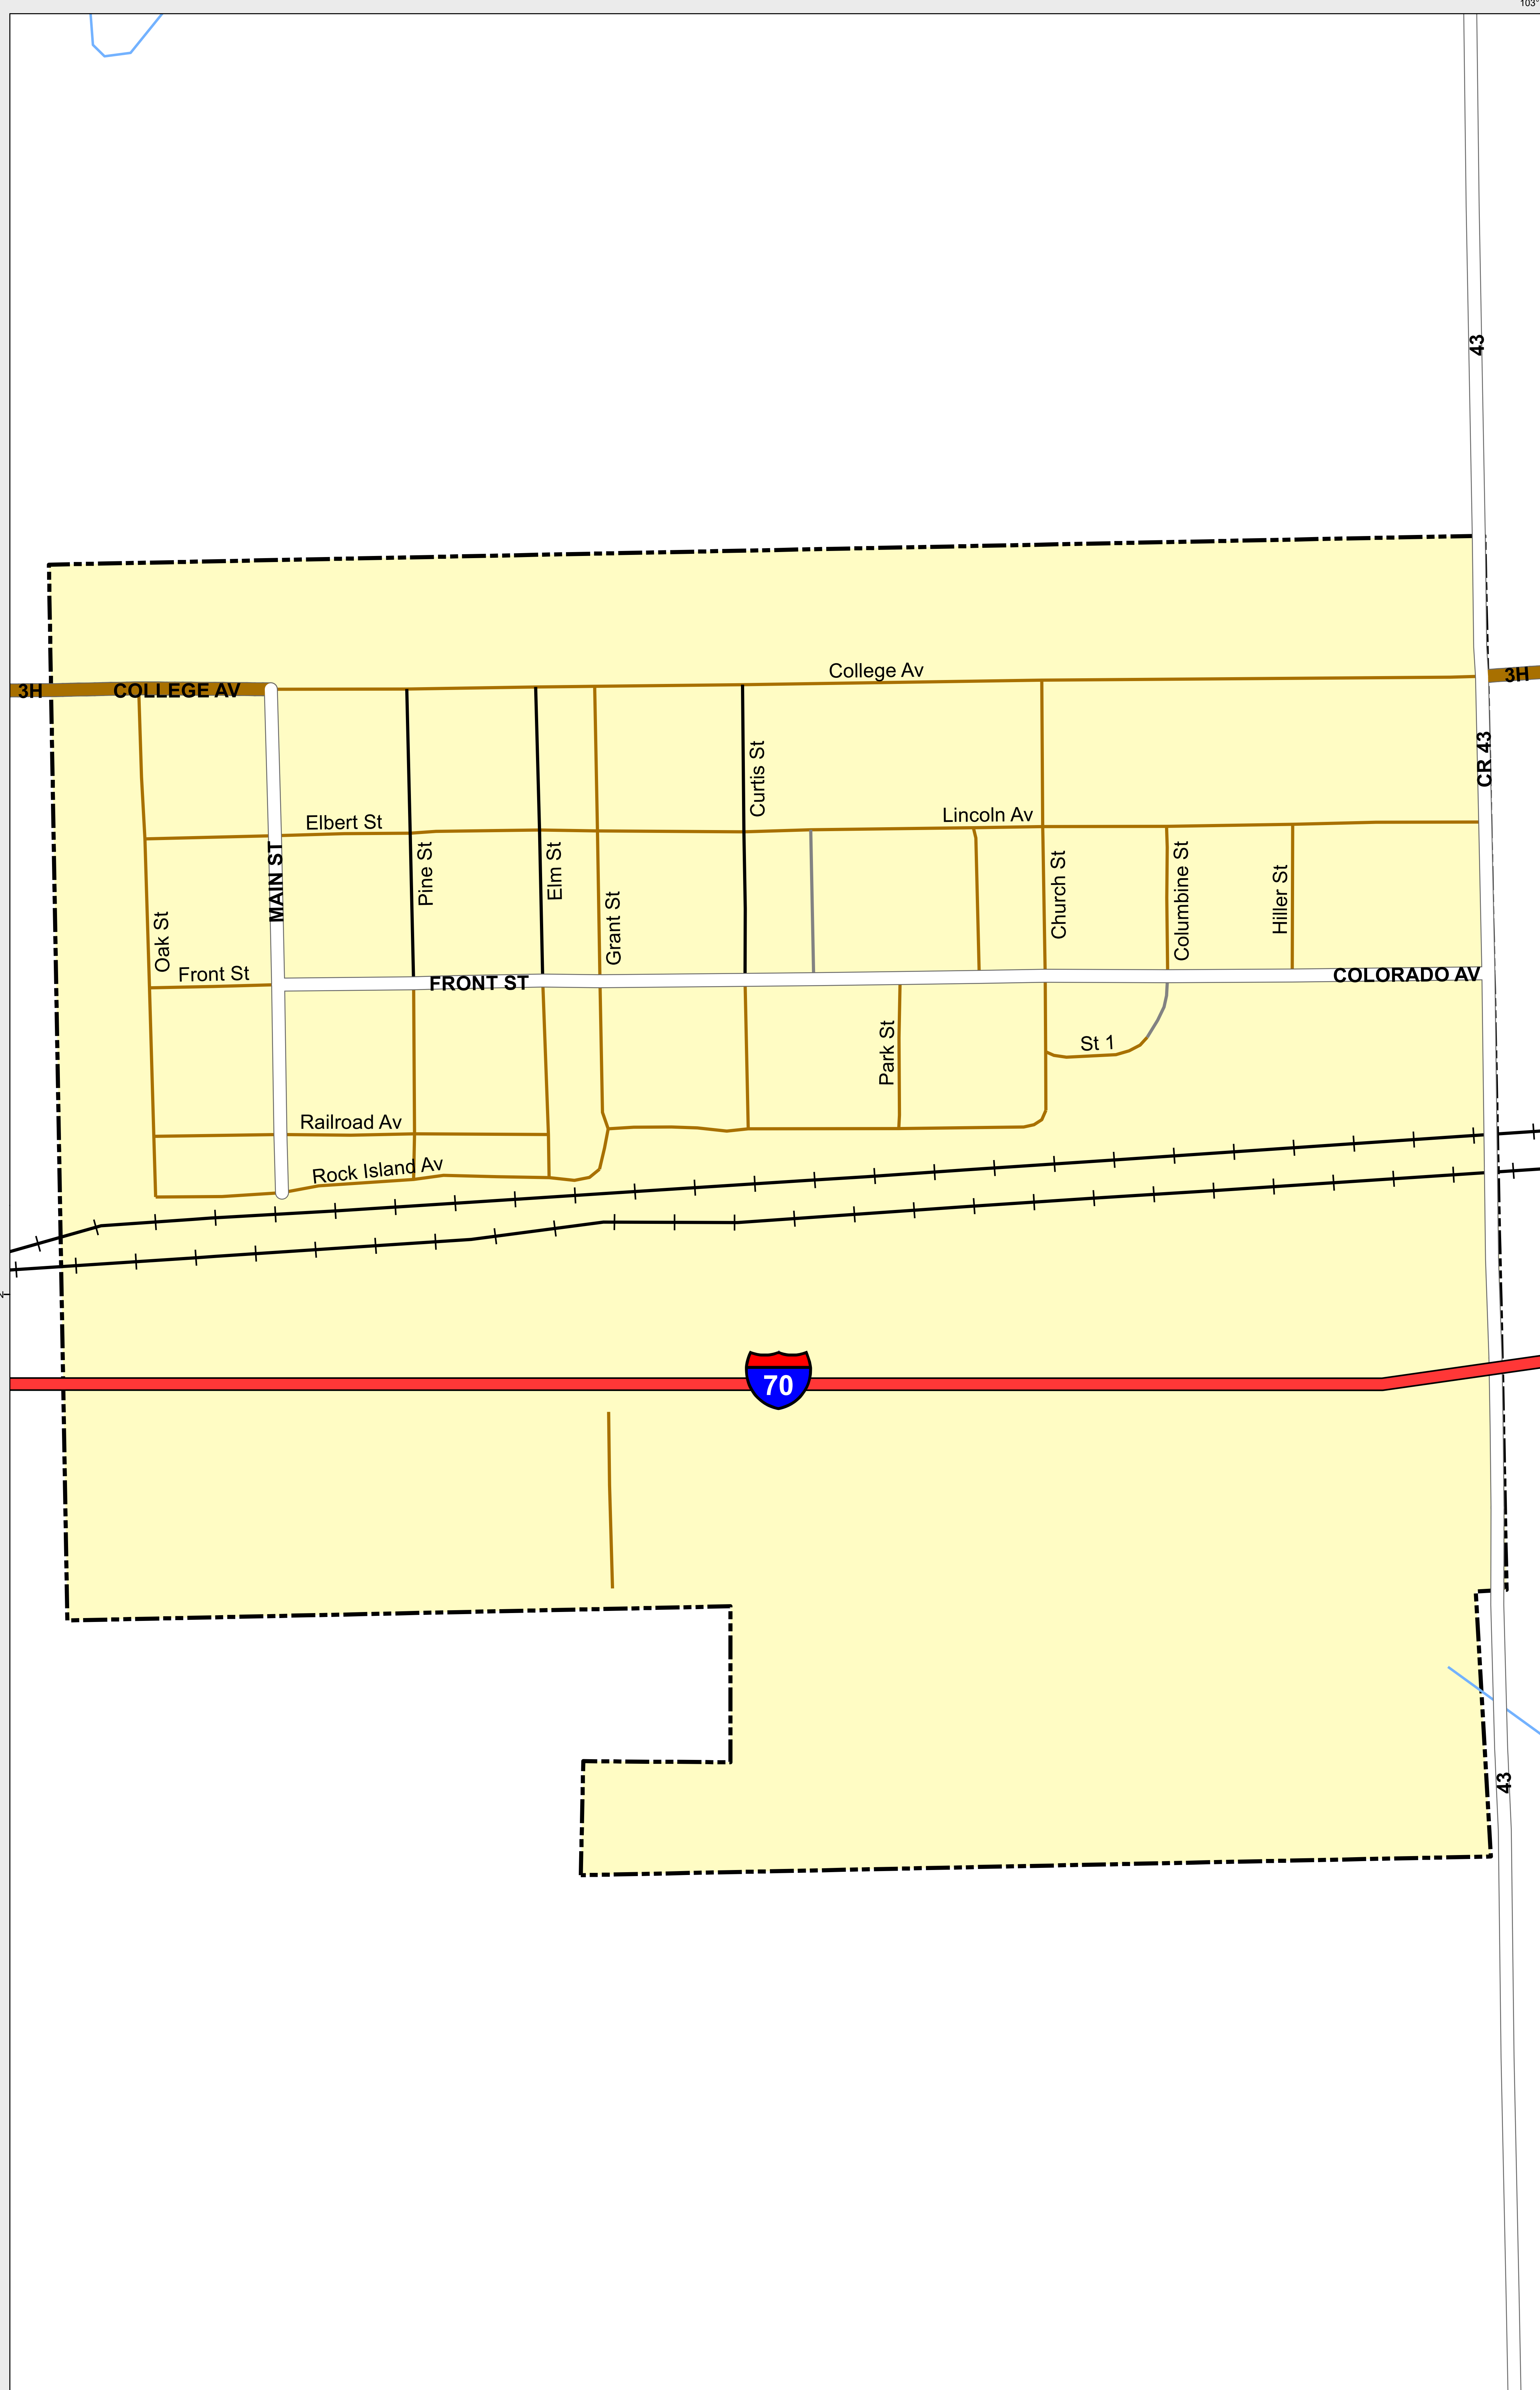 103°
43
College Av
3H
COLLEGE AV
3H
CR 43
Curtis St
Elbert St
Lincoln Av
MAIN ST
Pine St
Elm St
Grant St
Church St
Columbine St
Hiller St
Oak St
Front St
FRONT ST
COLORADO AV
Park St
St 1
Railroad Av
Rock Island Av
70
43